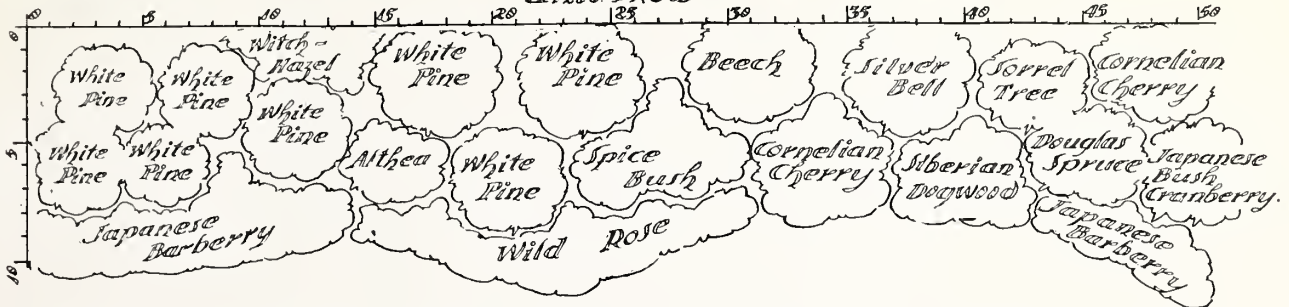 0 5 10 15 20 25 30 35 40 45 50
0
5
10
White
Pine
White
Pine
Witch-
Hazel
White
Pine
White
Pine
White
Pine
Beech
Silver
Bell
Sorrel
Tree
Cornelian
Cherry
White
Pine
White
Pine
Althea
White
Pine
Spice
Bush
Cornelian
Cherry
Siberian
Dogwood
Douglas
Spruce
Japanese
Bush
Cranberry.
Japanese
Barberry
Wild Rose
Japanese
Barberry